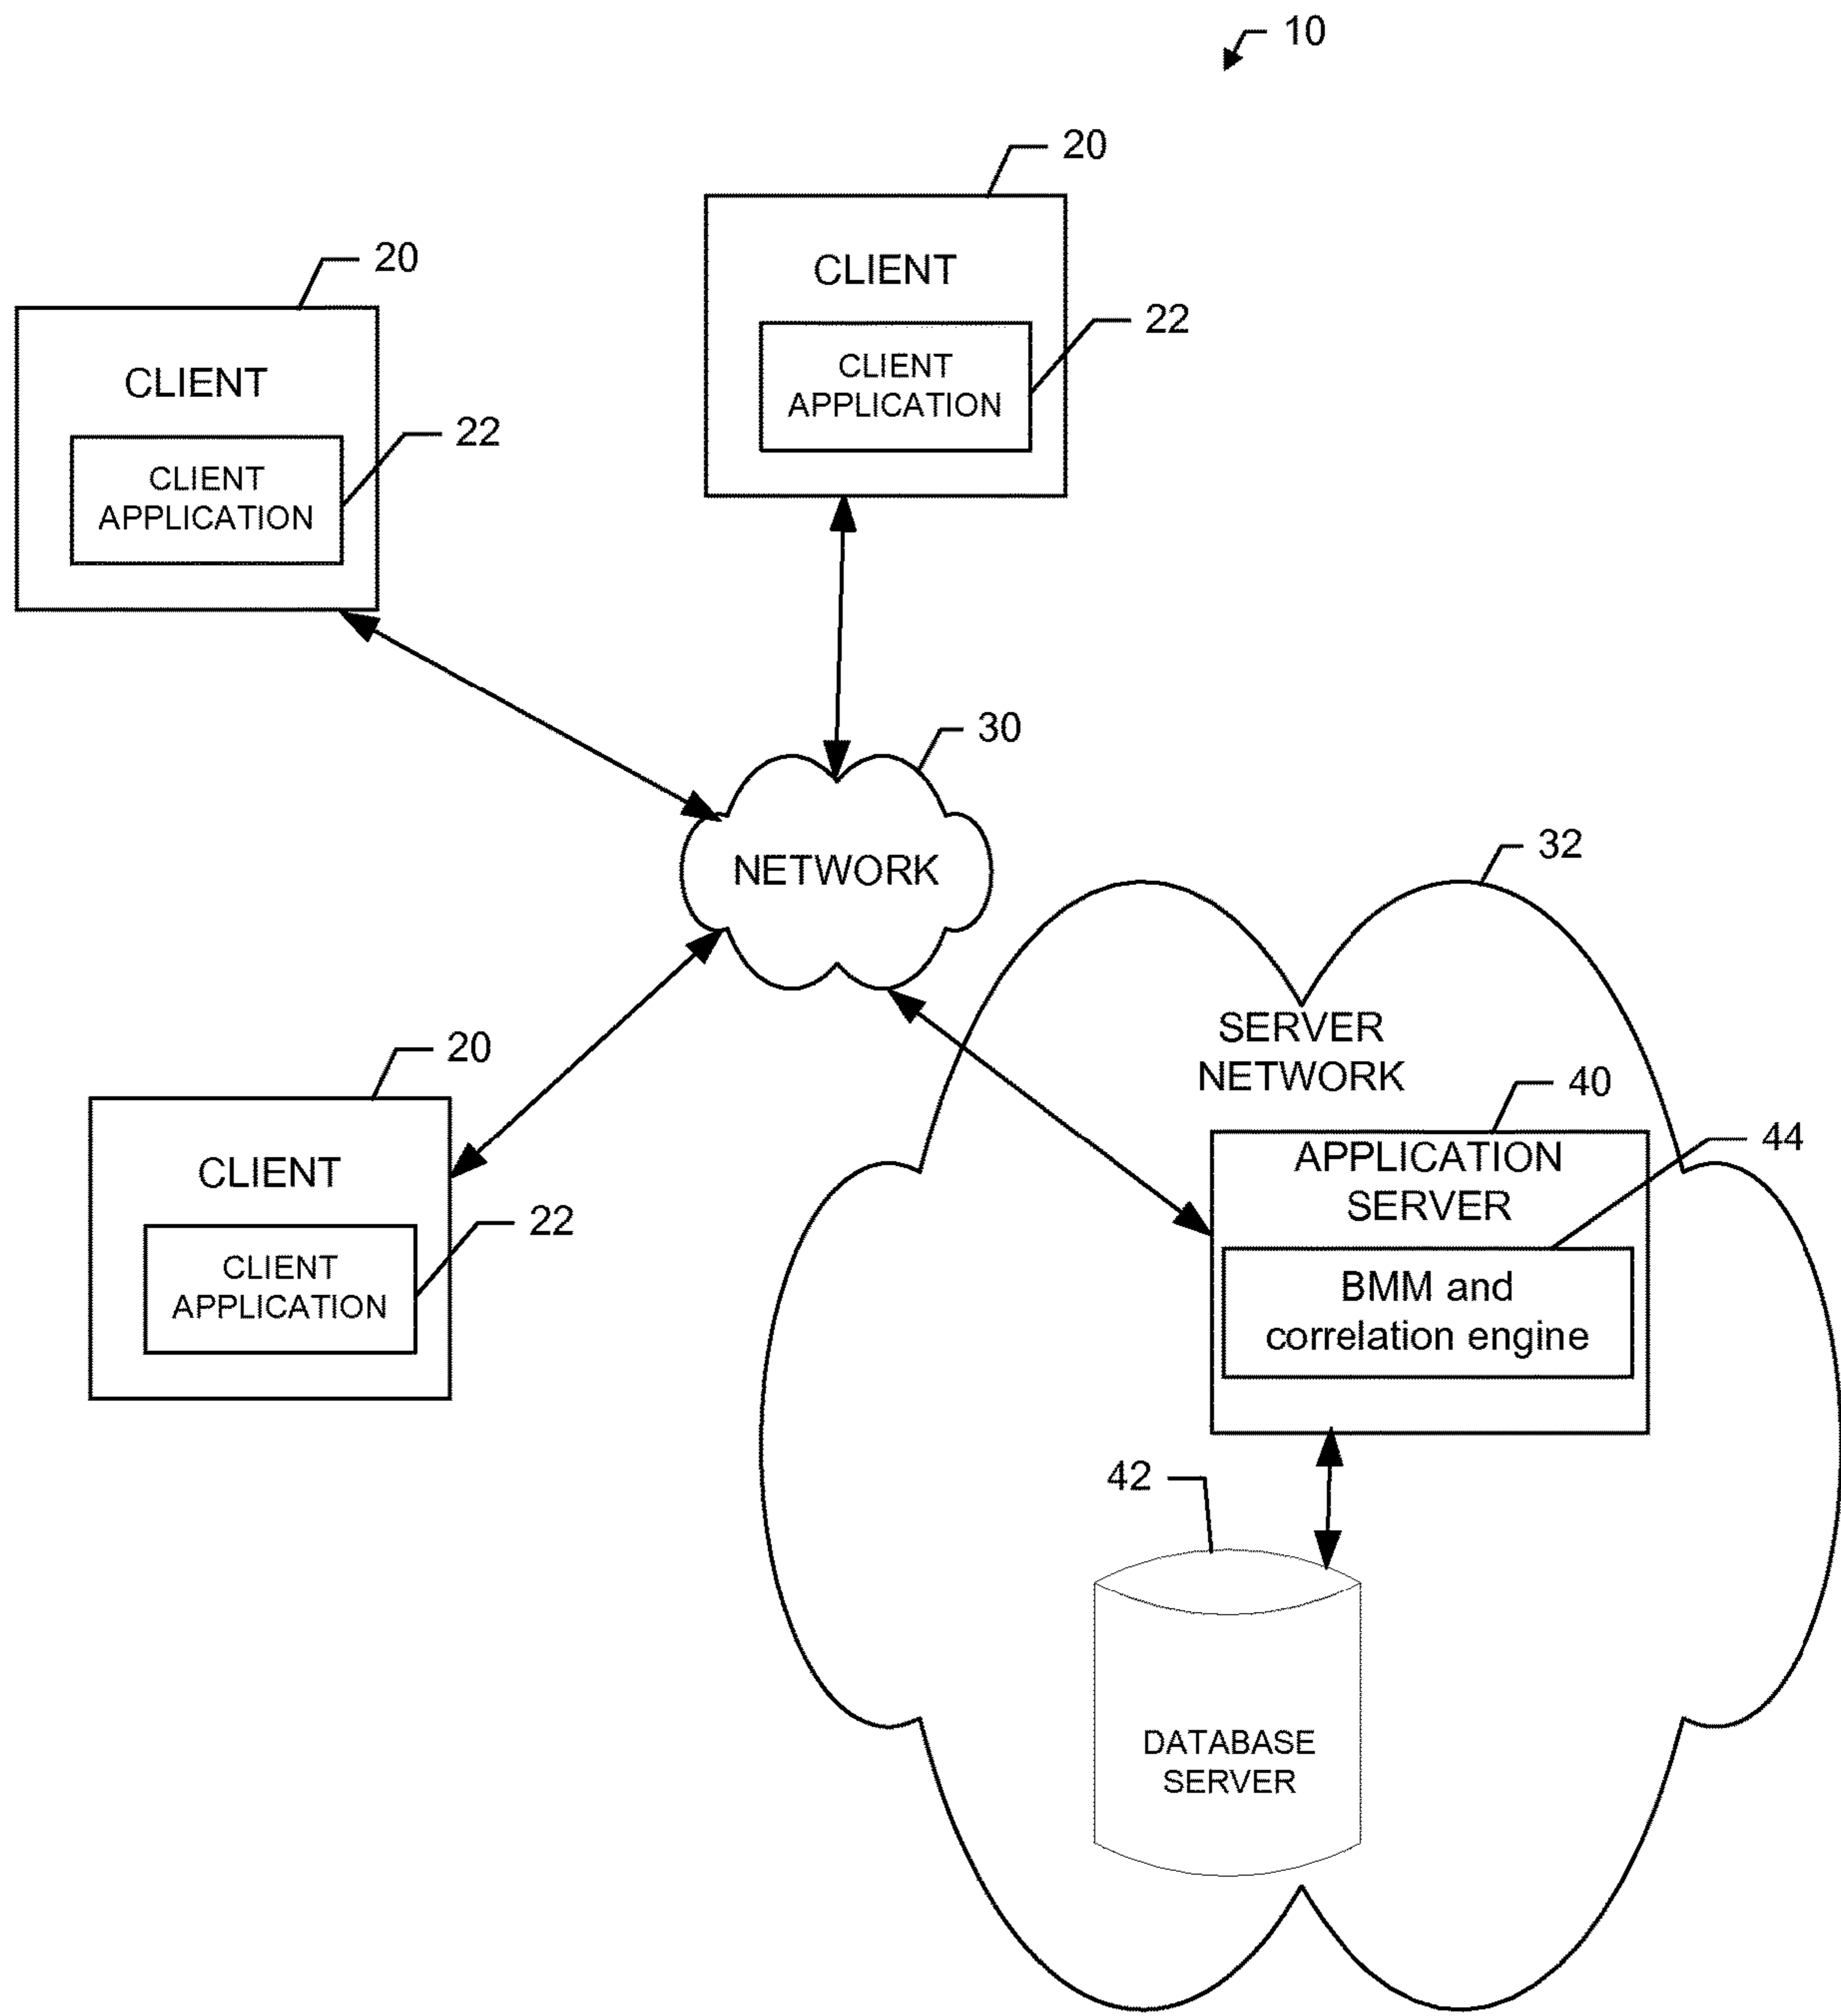 10
20
CLIENT
22
CLIENT
APPLICATION
20
CLIENT
22
CLIENT
APPLICATION
30
NETWORK
32
SERVER
NETWORK
20
CLIENT
22
CLIENT
APPLICATION
40
APPLICATION
SERVER
44
BMM and
correlation engine
42
DATABASE
SERVER